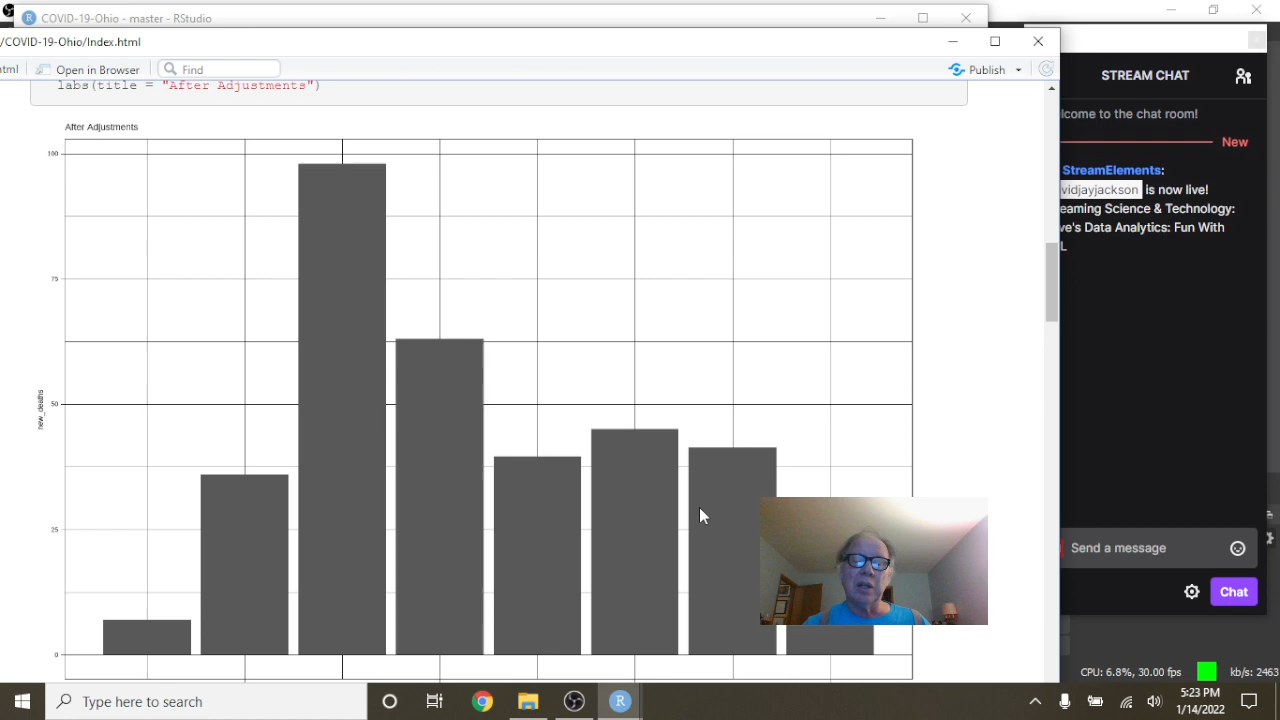 COVID-19-Ohio - master - RStudio
/COVID-19-Ohio/Index.html
Open in Browser
Find
Publish
labs(title = "After Adjustments")
After Adjustments
100
75
50
25
0
new_deaths
STREAM CHAT
lcome to the chat room!
New
StreamElements:
vidjayjackson is now live!
eaming Science & Technology:
ve's Data Analytics: Fun With
L
Send a message
Chat
CPU: 6.8%, 30.00 fps
kb/s: 2463
Type here to search
5:23 PM
1/14/2022